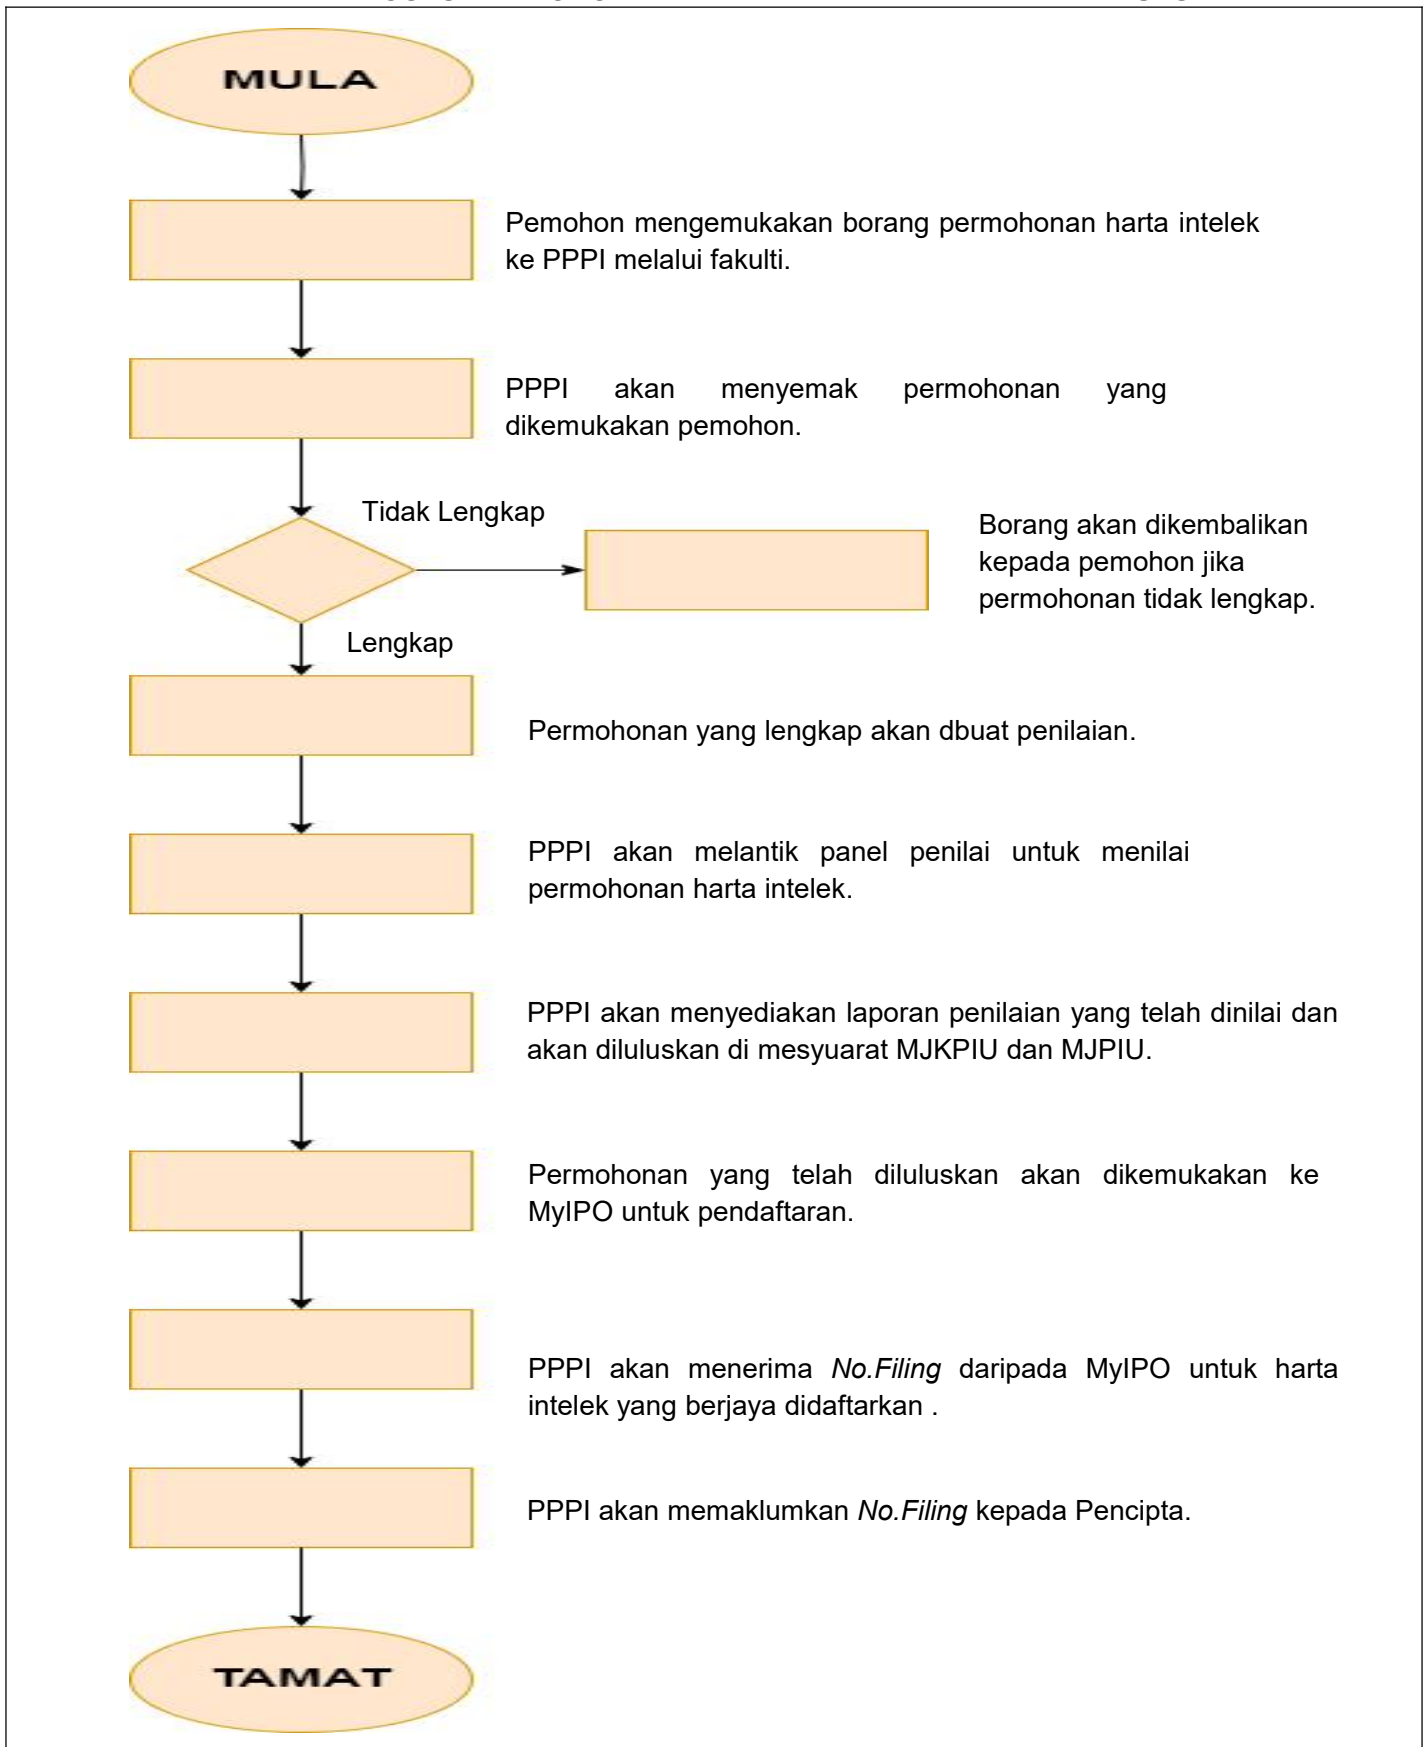 MULA
Pemohon mengemukakan borang permohonan harta intelek
ke PPPI melalui fakulti.
PPPI akan menyemak permohonan yang
dikemukakan pemohon.
Tidak Lengkap
Borang akan dikembalikan
kepada pemohon jika
permohonan tidak lengkap.
Lengkap
Permohonan yang lengkap akan dbuat penilaian.
PPPI akan melantik panel penilai untuk menilai
permohonan harta intelek.
PPPI akan menyediakan laporan penilaian yang telah dinilai dan
akan diluluskan di mesyuarat MJKPIU dan MJPIU.
Permohonan yang telah diluluskan akan dikemukakan ke
MyIPO untuk pendaftaran.
PPPI akan menerima No.Filing daripada MyIPO untuk harta
intelek yang berjaya didaftarkan .
PPPI akan memaklumkan No.Filing kepada Pencipta.
TAMAT